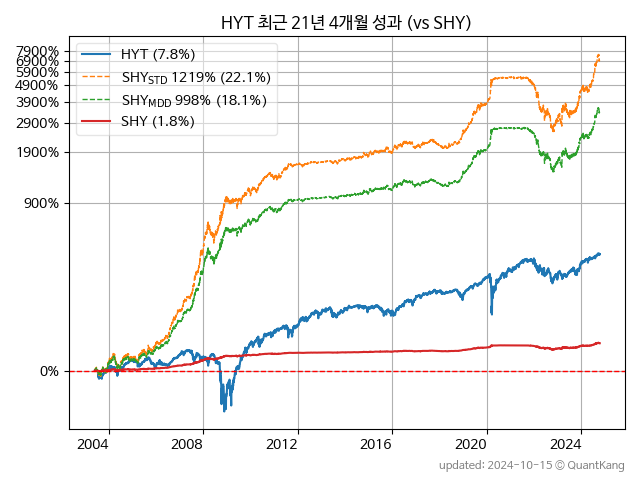 HYT 최근 21년 4개월 성과 (vs SHY)
HYT (7.8%)
SHY_STD 1219% (22.1%)
SHY_MDD 998% (18.1%)
SHY (1.8%)
7900%
6900%
5900%
4900%
3900%
2900%
1900%
900%
0%
2004 2008 2012 2016 2020 2024
updated: 2024-10-15 © QuantKang